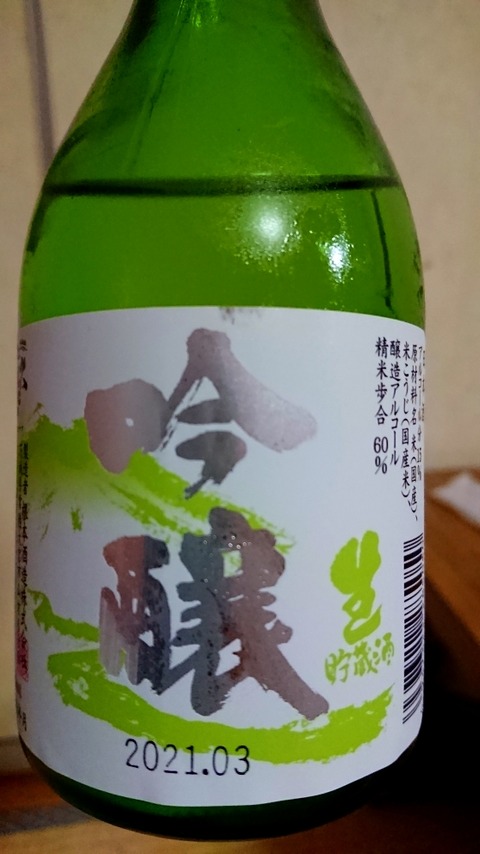 吟醸
生
貯蔵酒
原材料名 米(国産)、
米こうじ(国産米)、
醸造アルコール
精米歩合 60%
2021.03